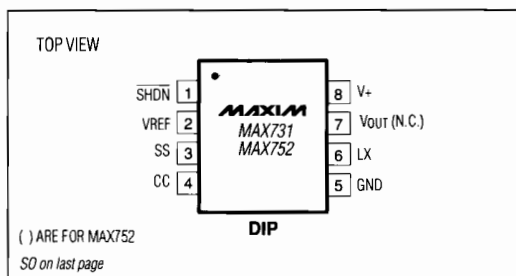 TOP VIEW
SHDN 1
VREF 2
SS 3
CC 4
MAXIM
MAX731
MAX752
8 V+
7 VOUT (N.C.)
6 LX
5 GND
DIP
( ) ARE FOR MAX752
SO on last page